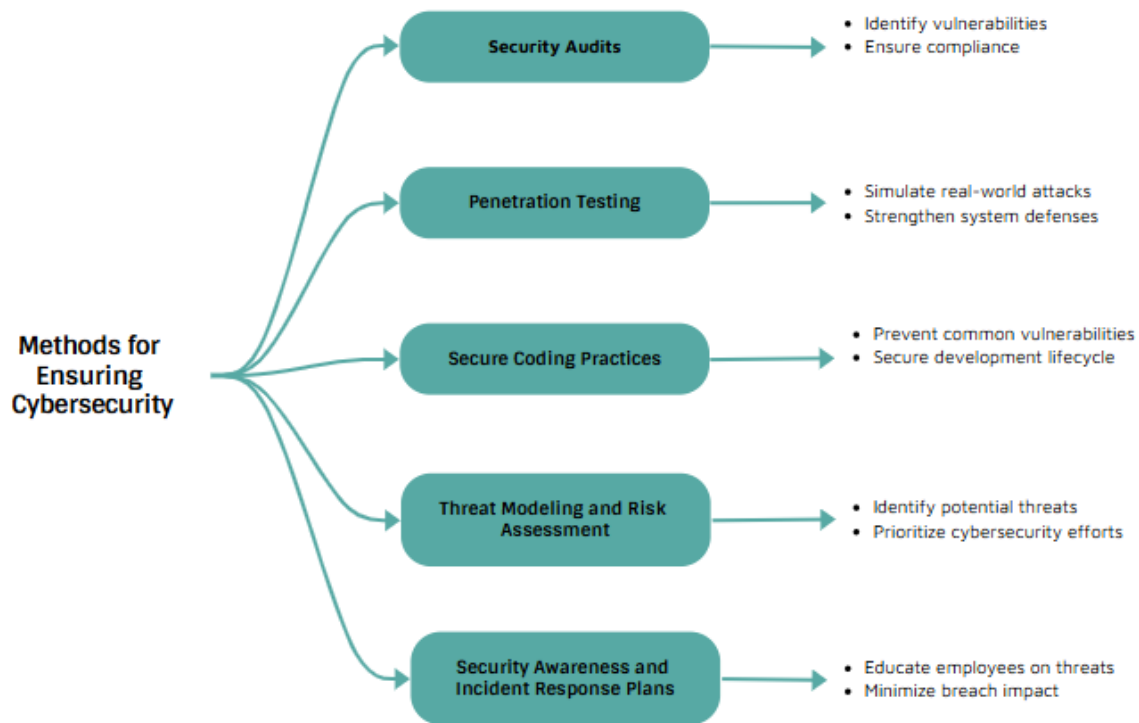 Methods for
Ensuring
Cybersecurity
Security Audits
• Identify vulnerabilities
• Ensure compliance
Penetration Testing
• Simulate real-world attacks
• Strengthen system defenses
Secure Coding Practices
• Prevent common vulnerabilities
• Secure development lifecycle
Threat Modeling and Risk
Assessment
• Identify potential threats
• Prioritize cybersecurity efforts
Security Awareness and
Incident Response Plans
• Educate employees on threats
• Minimize breach impact